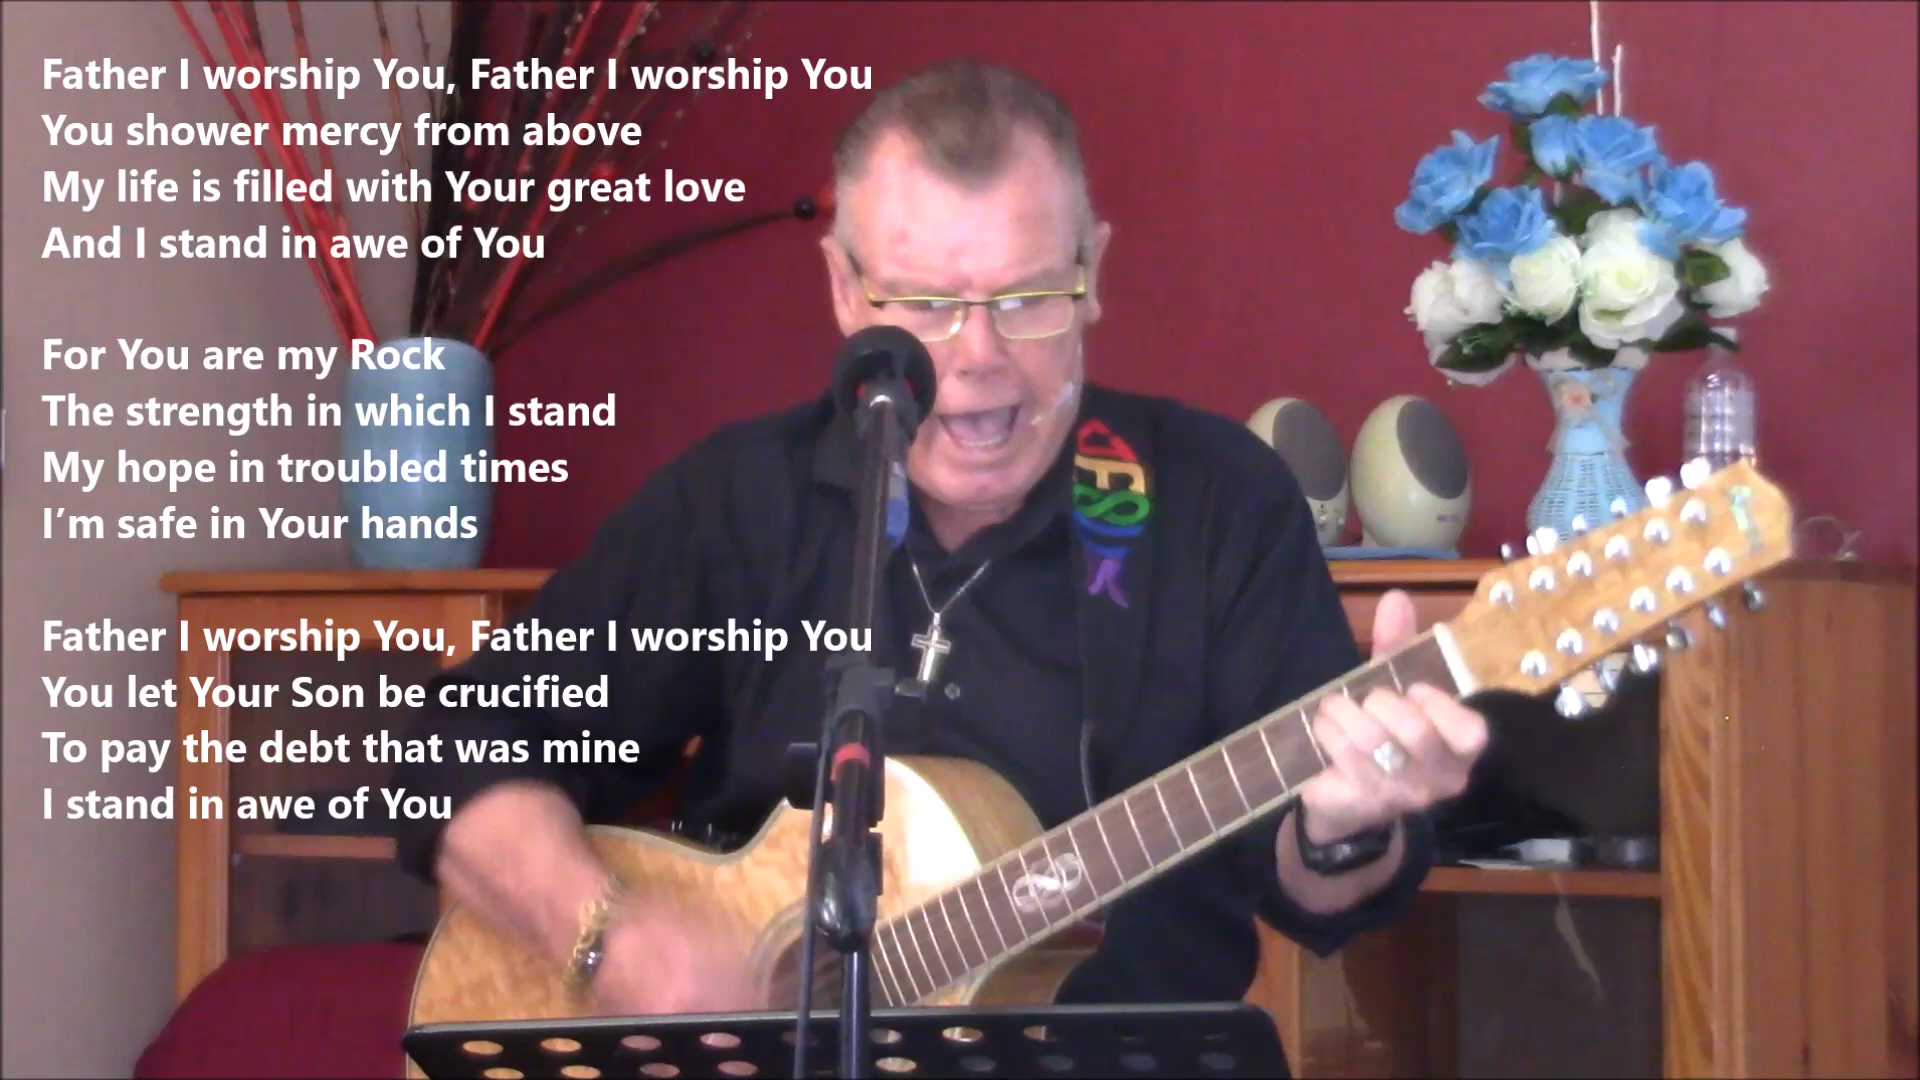 Father I worship You, Father I worship You
You shower mercy from above
My life is filled with Your great love
And I stand in awe of You
For You are my Rock
The strength in which I stand
My hope in troubled times
I’m safe in Your hands
Father I worship You, Father I worship You
You let Your Son be crucified
To pay the debt that was mine
I stand in awe of You